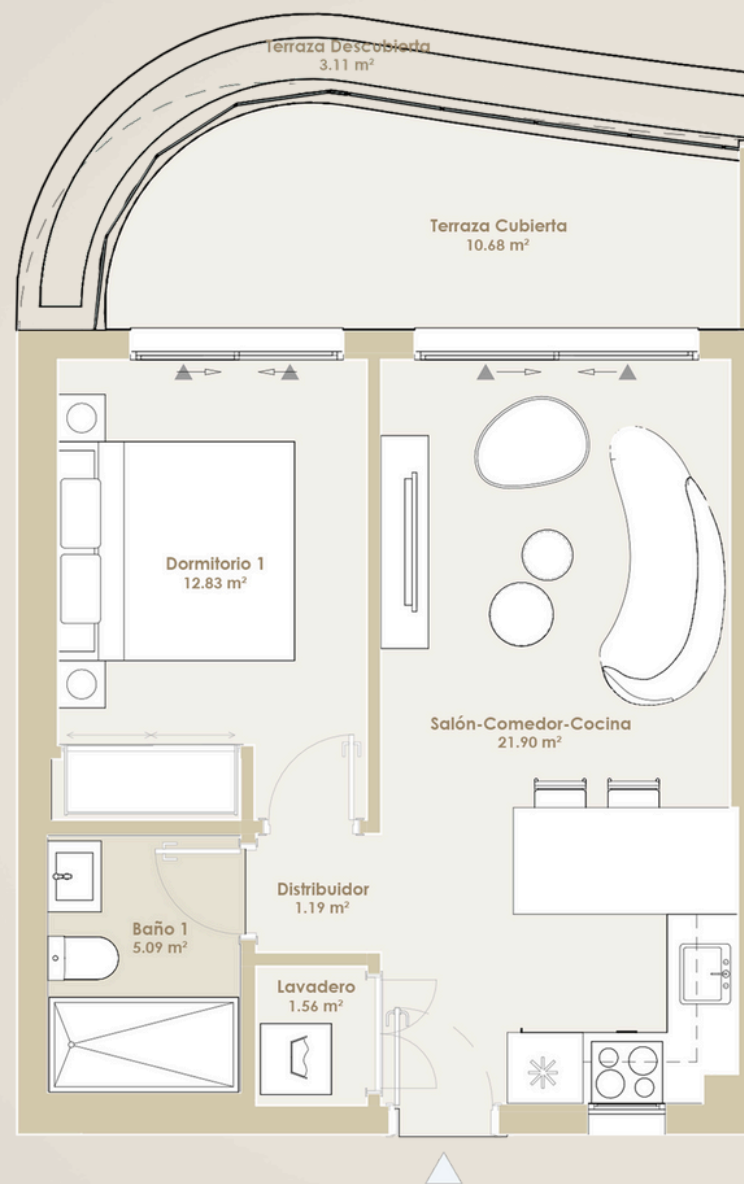 Terraza Descubierta
3.11 m²
Terraza Cubierta
10.68 m²
Dormitorio 1
12.83 m²
Salón-Comedor-Cocina
21.90 m²
Distribuidor
1.19 m²
Baño 1
5.09 m²
Lavadero
1.56 m²